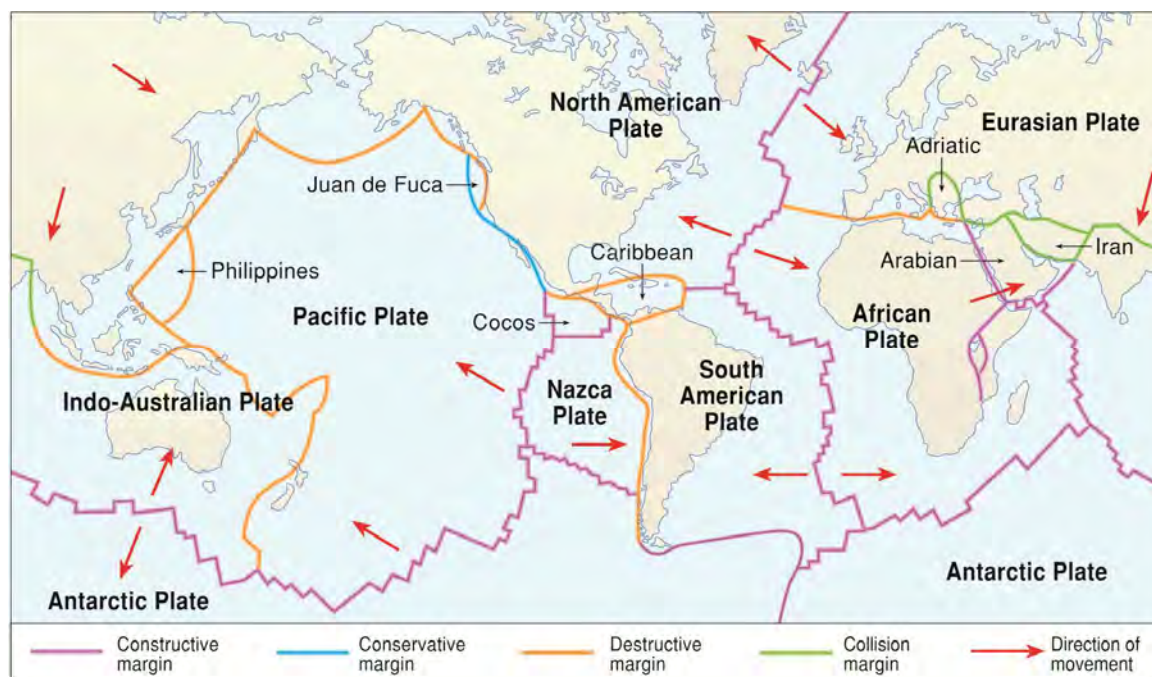 North American
Plate
Eurasian Plate
Adriatic
Juan de Fuca
Philippines
Caribbean
Arabian
Iran
Pacific Plate
Cocos
African
Plate
Indo-Australian Plate
Nazca
Plate
South
American
Plate
Antarctic Plate
Antarctic Plate
Constructive
margin
Conservative
margin
Destructive
margin
Collision
margin
Direction of
movement